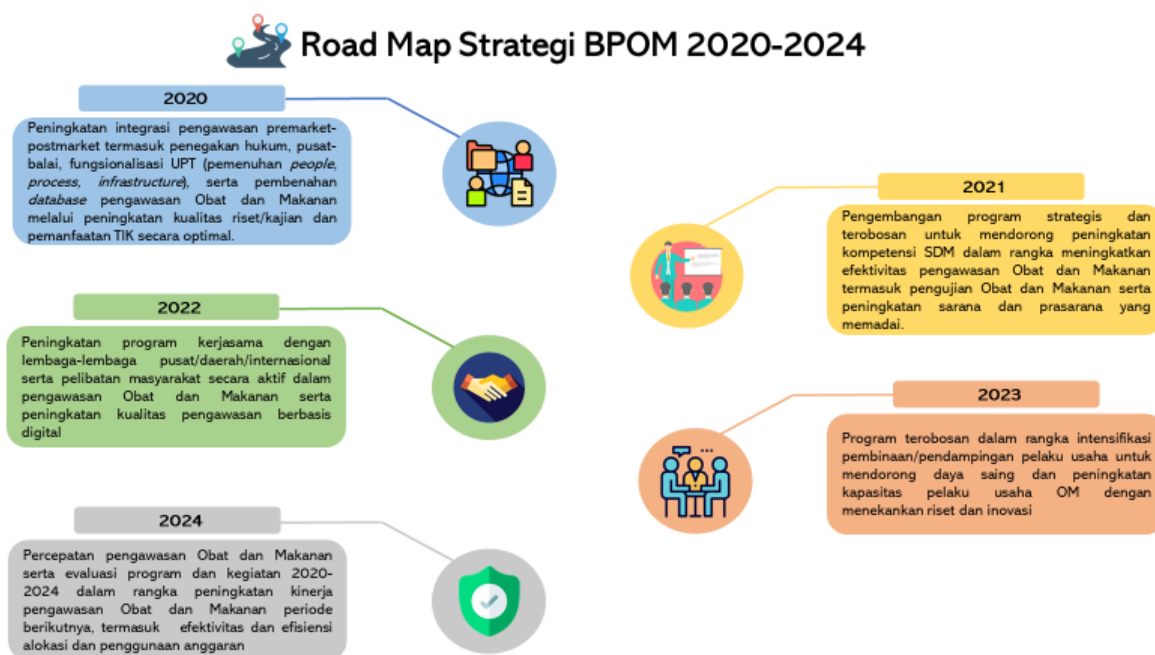 Road Map Strategi BPOM 2020-2024
2020
Peningkatan integrasi pengawasan premarket-
postmarket termasuk penegakan hukum, pusat-
balai, fungsionalisasi UPT (pemenuhan people,
process, infrastructure), serta pembenahan
database pengawasan Obat dan Makanan
melalui peningkatan kualitas riset/kajian dan
pemanfaatan TIK secara optimal.
2021
Pengembangan program strategis dan
terobosan untuk mendorong peningkatan
kompetensi SDM dalam rangka meningkatkan
efektivitas pengawasan Obat dan Makanan
termasuk pengujian Obat dan Makanan serta
peningkatan sarana dan prasarana yang
memadai.
2022
Peningkatan program kerjasama dengan
lembaga-lembaga pusat/daerah/internasional
serta pelibatan masyarakat secara aktif dalam
pengawasan Obat dan Makanan serta
peningkatan kualitas pengawasan berbasis
digital
2023
Program terobosan dalam rangka intensifikasi
pembinaan/pendampingan pelaku usaha untuk
mendorong daya saing dan peningkatan
kapasitas pelaku usaha OM dengan
menekankan riset dan inovasi
2024
Percepatan pengawasan Obat dan Makanan
serta evaluasi program dan kegiatan 2020-
2024 dalam rangka peningkatan kinerja
pengawasan Obat dan Makanan periode
berikutnya, termasuk efektivitas dan efisiensi
alokasi dan penggunaan anggaran